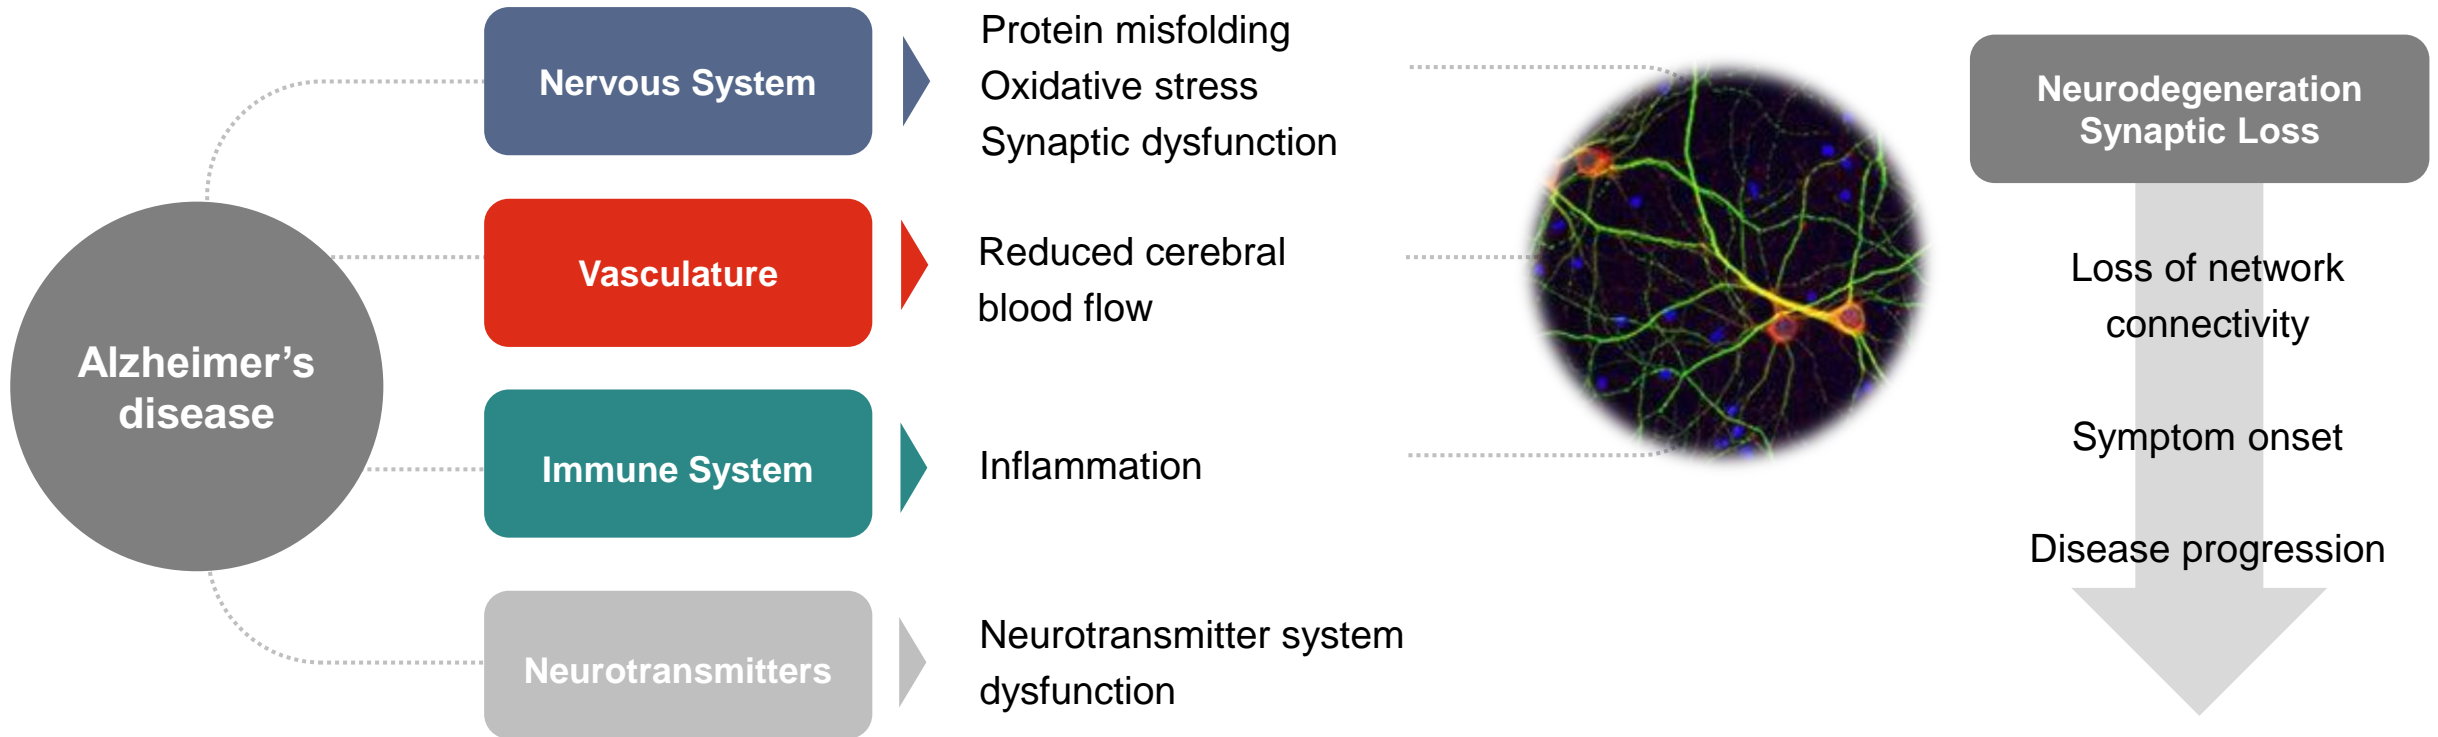 Alzheimer’s
disease
Nervous System
Protein misfolding
Oxidative stress
Synaptic dysfunction
Vasculature
Reduced cerebral
blood flow
Immune System
Inflammation
Neurotransmitters
Neurotransmitter system
dysfunction
Neurodegeneration
Synaptic Loss
Loss of network
connectivity
Symptom onset
Disease progression